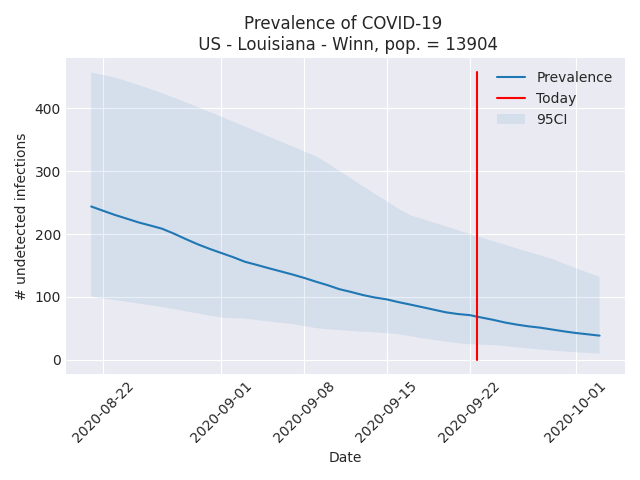 Prevalence of COVID-19
US - Louisiana - Winn, pop. = 13904
Prevalence
Today
95CI
# undetected infections
400
300
200
100
0
2020-08-22
2020-09-01
2020-09-08
2020-09-15
2020-09-22
2020-10-01
Date